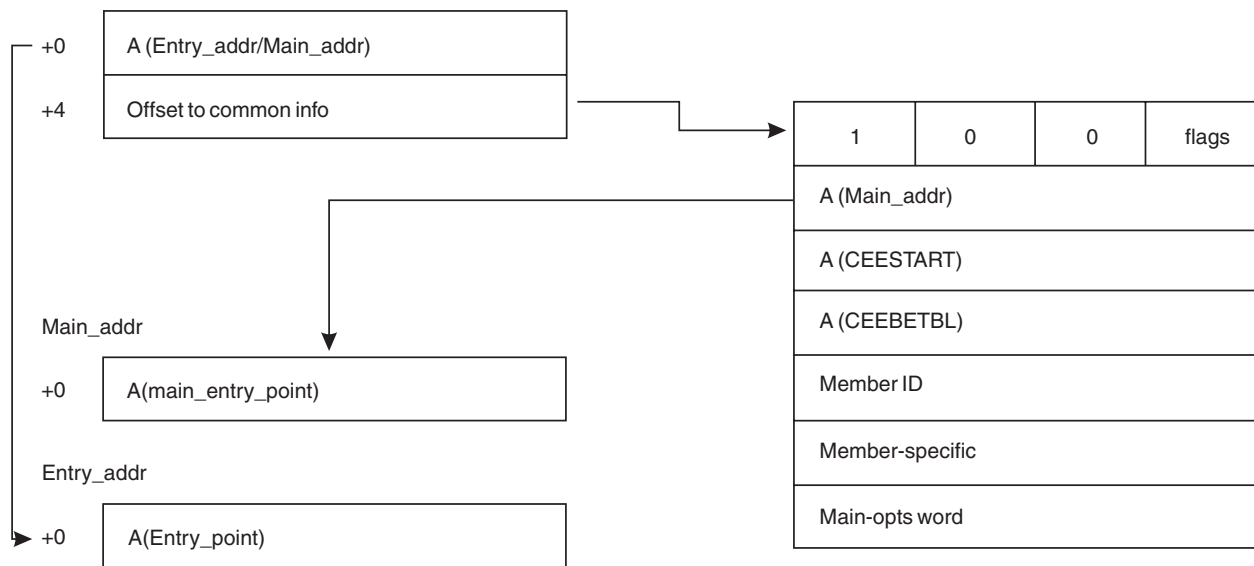 +0 A (Entry_addr/Main_addr)
+4 Offset to common info
1 0 0 flags
A (Main_addr)
A (CEESTART)
A (CEEBETBL)
Member ID
Member-specific
Main-opts word
Main_addr
+0 A(main_entry_point)
Entry_addr
+0 A(Entry_point)